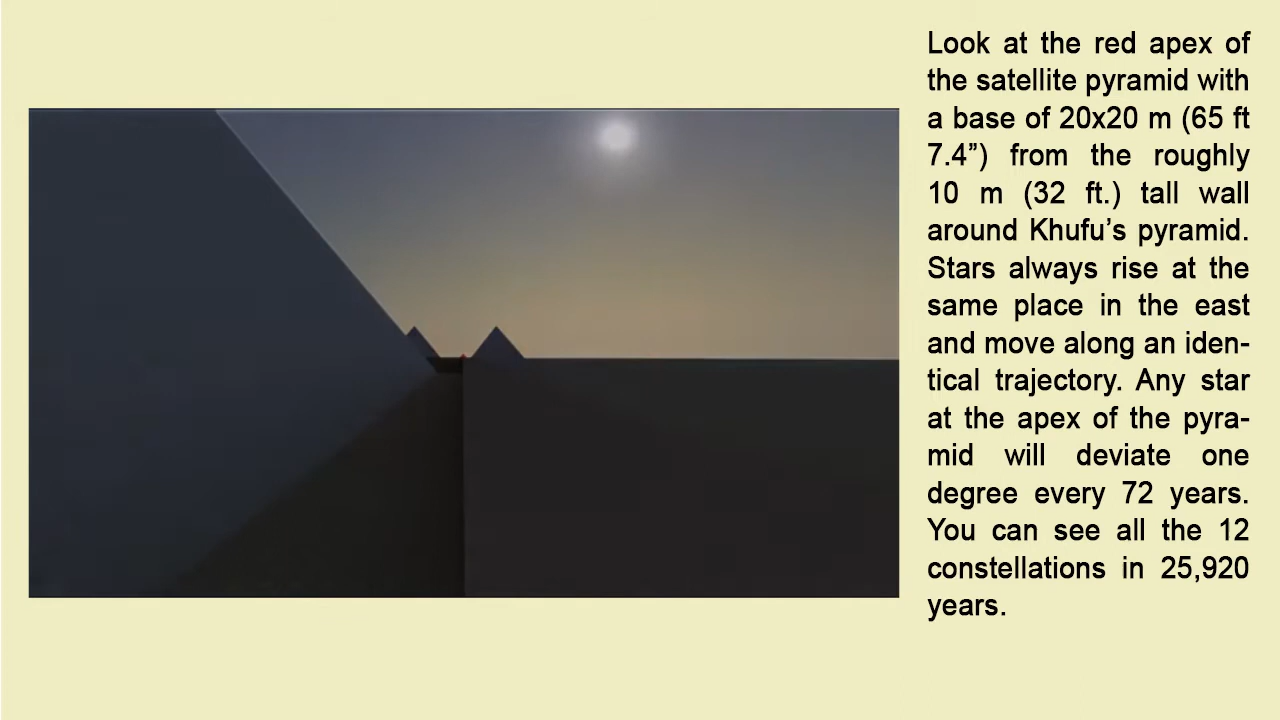 Look at the red apex of
the satellite pyramid with
a base of 20x20 m (65 ft
7.4”) from the roughly
10 m (32 ft.) tall wall
around Khufu’s pyramid.
Stars always rise at the
same place in the east
and move along an iden-
tical trajectory. Any star
at the apex of the pyra-
mid will deviate one
degree every 72 years.
You can see all the 12
constellations in 25,920
years.